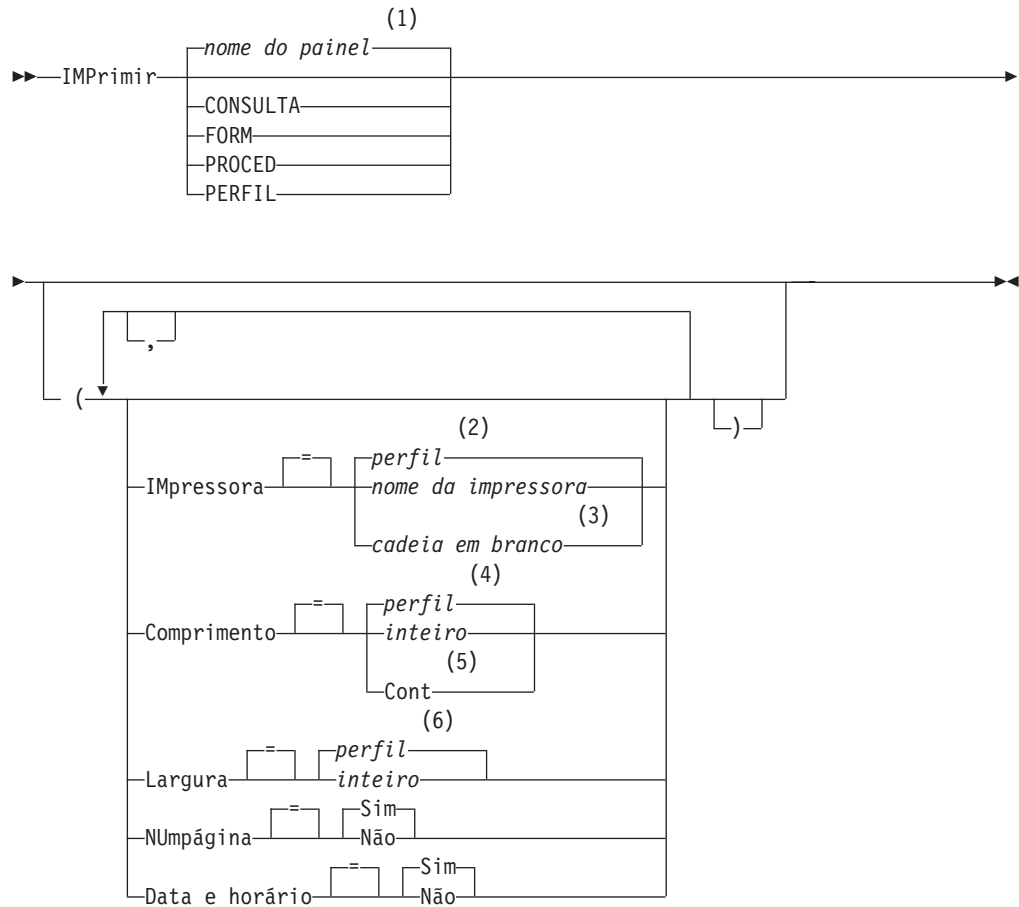 (1)
nome do painel
IMPrimir
CONSULTA
FORM
PROCED
PERFIL
,
(
)
(2)
= perfil
IMpressora nome da impressora
(3)
cadeia em branco
(4)
= perfil
Comprimento inteiro
(5)
Cont
(6)
= perfil
Largura inteiro
= Sim
NUmpágina Não
= Sim
Data e horário Não